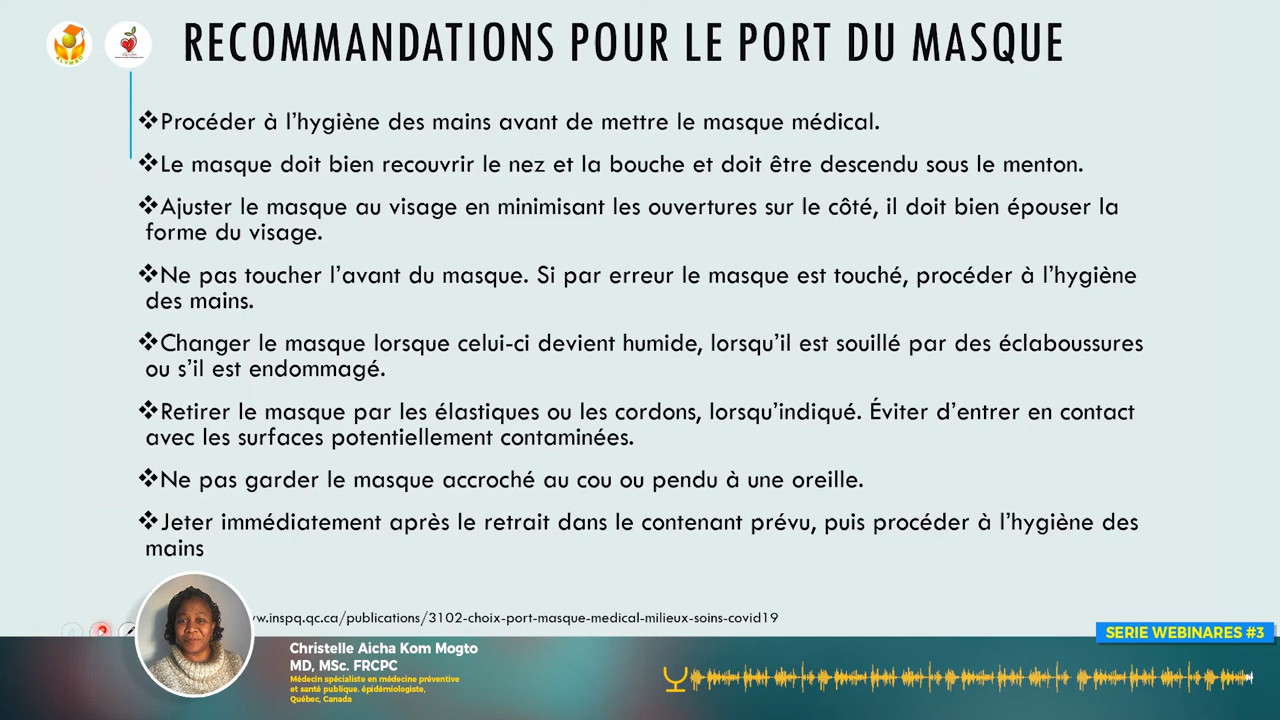 RECOMMANDATIONS POUR LE PORT DU MASQUE
❖Procéder à l'hygiène des mains avant de mettre le masque médical.
❖Le masque doit bien recouvrir le nez et la bouche et doit être descendu sous le menton.
❖Ajuster le masque au visage en minimisant les ouvertures sur le côté, il doit bien épouser la
forme du visage.
❖Ne pas toucher l'avant du masque. Si par erreur le masque est touché, procéder à l'hygiène
des mains.
❖Changer le masque lorsque celui-ci devient humide, lorsqu'il est souillé par des éclaboussures
ou s'il est endommagé.
❖Retirer le masque par les élastiques ou les cordons, lorsqu'indiqué. Éviter d'entrer en contact
avec les surfaces potentiellement contaminées.
❖Ne pas garder le masque accroché au cou ou pendu à une oreille.
❖Jeter immédiatement après le retrait dans le contenant prévu, puis procéder à l'hygiène des
mains
w.inspq.qc.ca/publications/3102-choix-port-masque-medical-milieux-soins-covid19
SERIE WEBINARES #3
Christelle Aicha Kom Mogto
MD, MSc. FRCPC
Médecin spécialiste en médecine préventive
et santé publique. épidémiologiste,
Québec, Canada